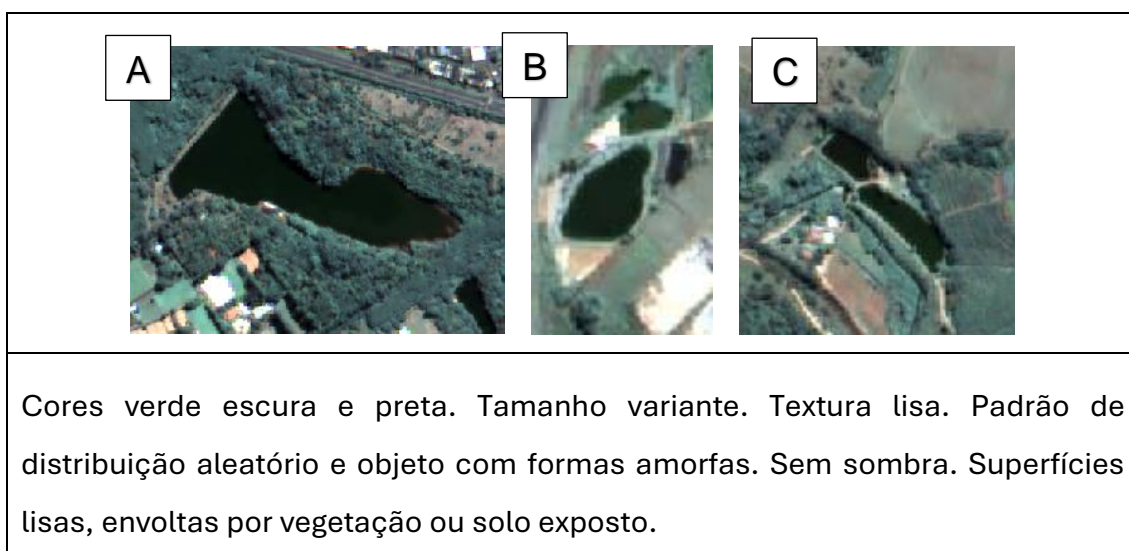 A
B
C
Cores verde escura e preta. Tamanho variante. Textura lisa. Padrão de
distribuição aleatório e objeto com formas amorfas. Sem sombra. Superfícies
lisas, envoltas por vegetação ou solo exposto.